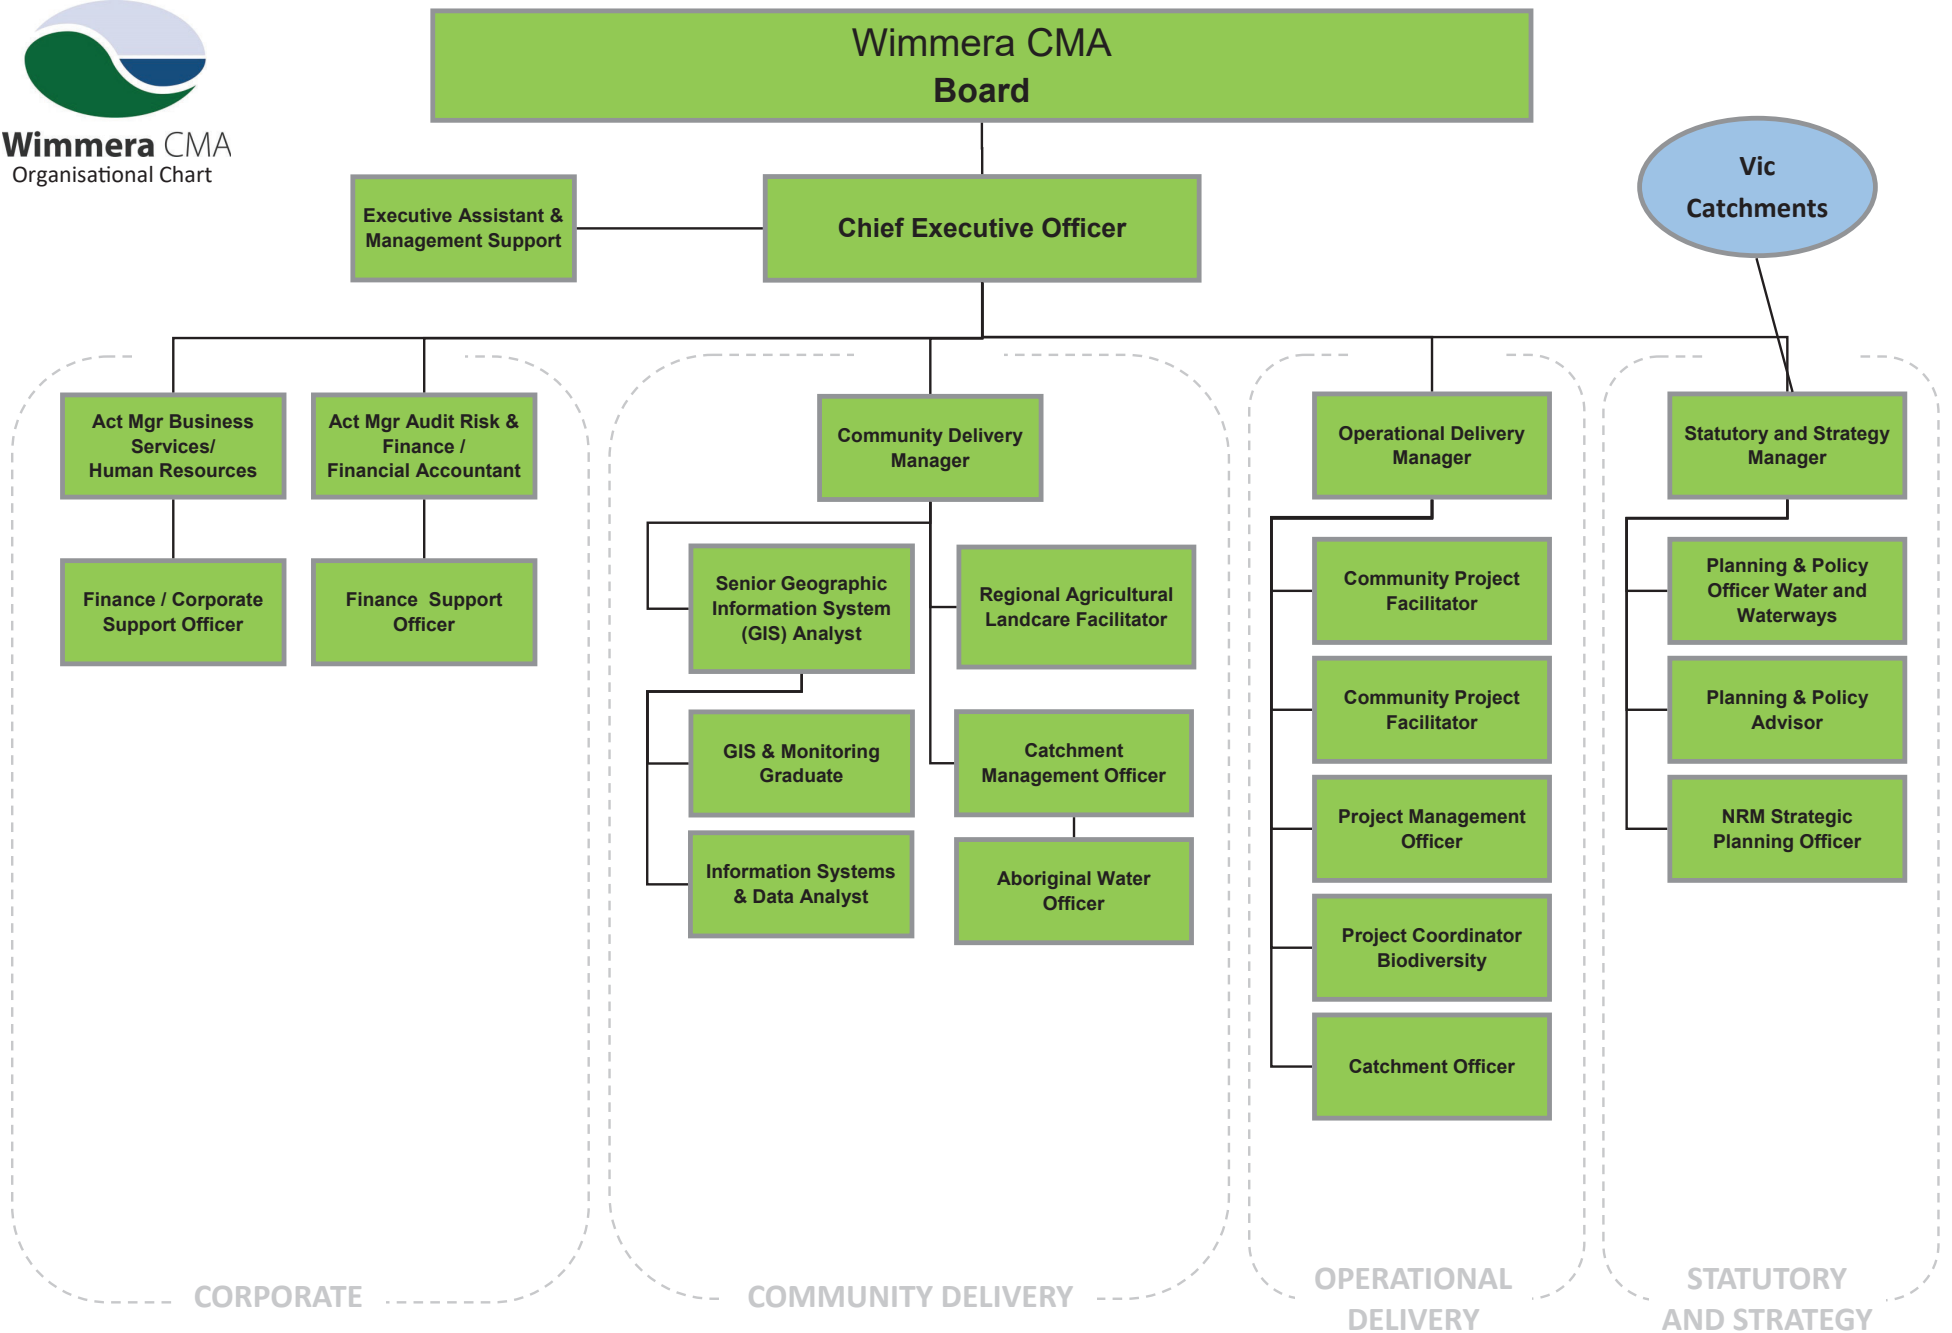 Wimmera CMA
Organisational Chart
Wimmera CMA
Board
Vic
Catchments
Executive Assistant &
Management Support
Chief Executive Officer
Act Mgr Business
Services/
Human Resources
Act Mgr Audit Risk &
Finance /
Financial Accountant
Community Delivery
Manager
Operational Delivery
Manager
Statutory and Strategy
Manager
Finance / Corporate
Support Officer
Finance  Support
Officer
Senior Geographic
Information System
(GIS) Analyst
Regional Agricultural
Landcare Facilitator
GIS & Monitoring
Graduate
Catchment
Management Officer
Information Systems
& Data Analyst
Aboriginal Water
Officer
Community Project
Facilitator
Community Project
Facilitator
Project Management
Officer
Project Coordinator
Biodiversity
Catchment Officer
Planning & Policy
Officer Water and
Waterways
Planning & Policy
Advisor
NRM Strategic
Planning Officer
CORPORATE
COMMUNITY DELIVERY
OPERATIONAL
DELIVERY
STATUTORY
AND STRATEGY